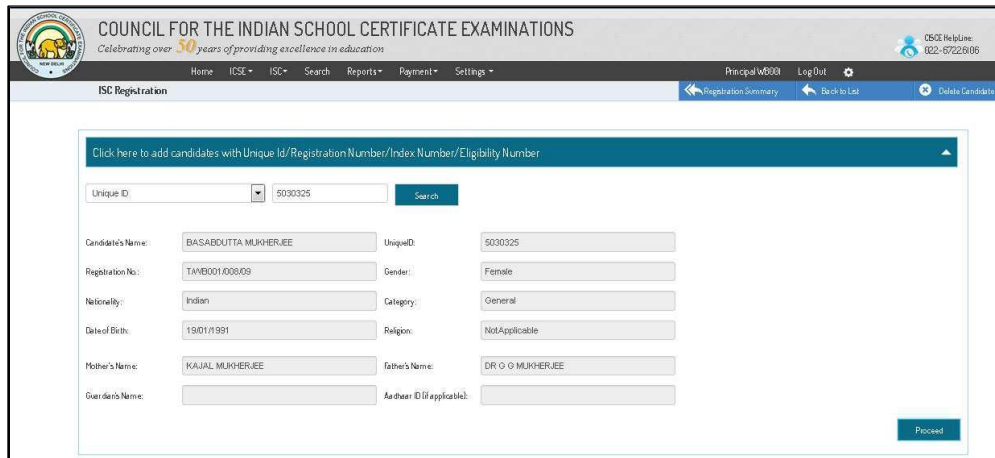 COUNCIL FOR THE INDIAN SCHOOL CERTIFICATE EXAMINATIONS
Celebrating over 50 years of providing excellence in education
CISCE HelpLine:
022-67226106
NEW DELHI
Home ICSE ISC Search Reports Payment Settings Principal WB001 Log Out
ISC Registration Registration Summary Back to List Delete Candidate
Click here to add candidates with Unique Id/Registration Number/Index Number/Eligibility Number
Unique ID 5030325 Search
Candidate's Name: BASABDUTTA MUKHERJEE UniqueID: 5030325
Registration No.: T/WB001/008/09 Gender: Female
Nationality: Indian Category: General
Date of Birth: 19/01/1991 Religion: NotApplicable
Mother's Name: KAJAL MUKHERJEE Father's Name: DR G G MUKHERJEE
Guardian's Name: Aadhaar ID (if applicable):
Proceed